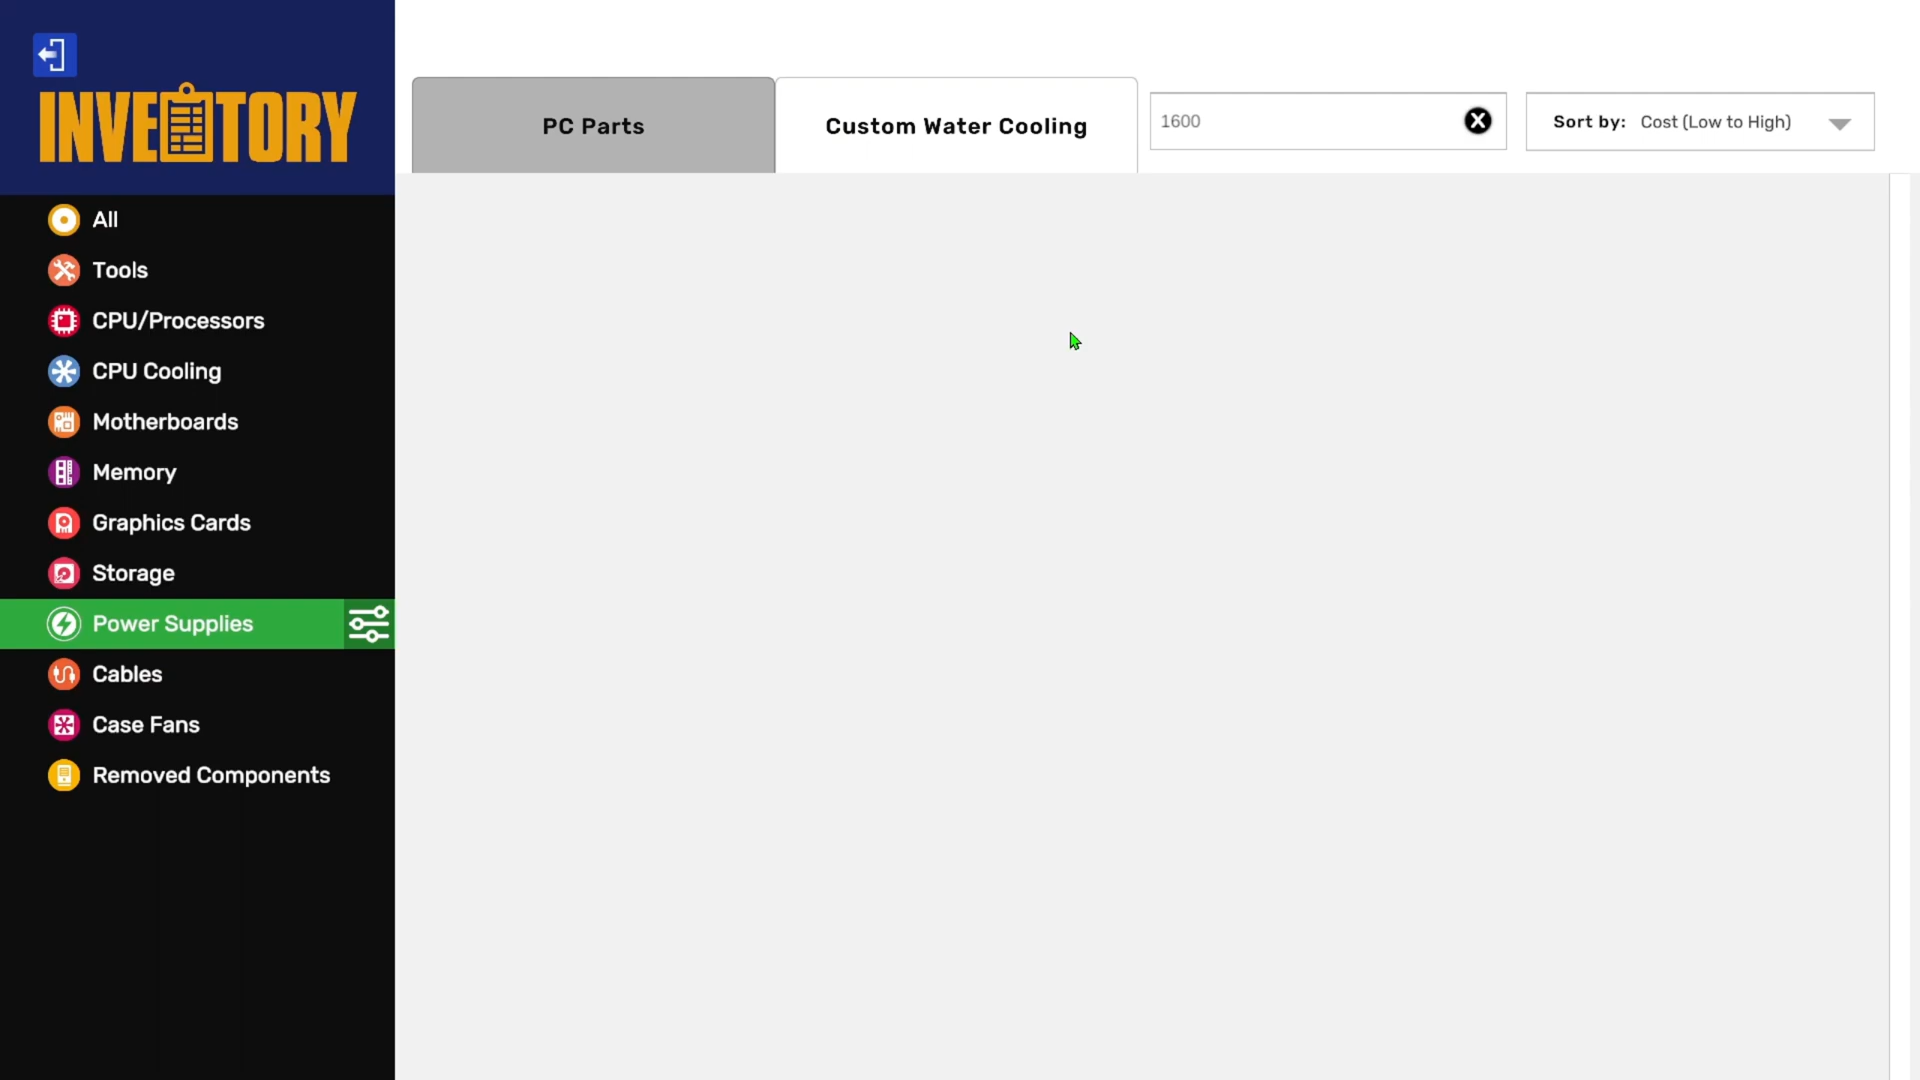 INVENTORY
PC Parts
Custom Water Cooling
1600
Sort by: Cost (Low to High)
All
Tools
CPU/Processors
CPU Cooling
Motherboards
Memory
Graphics Cards
Storage
Power Supplies
Cables
Case Fans
Removed Components